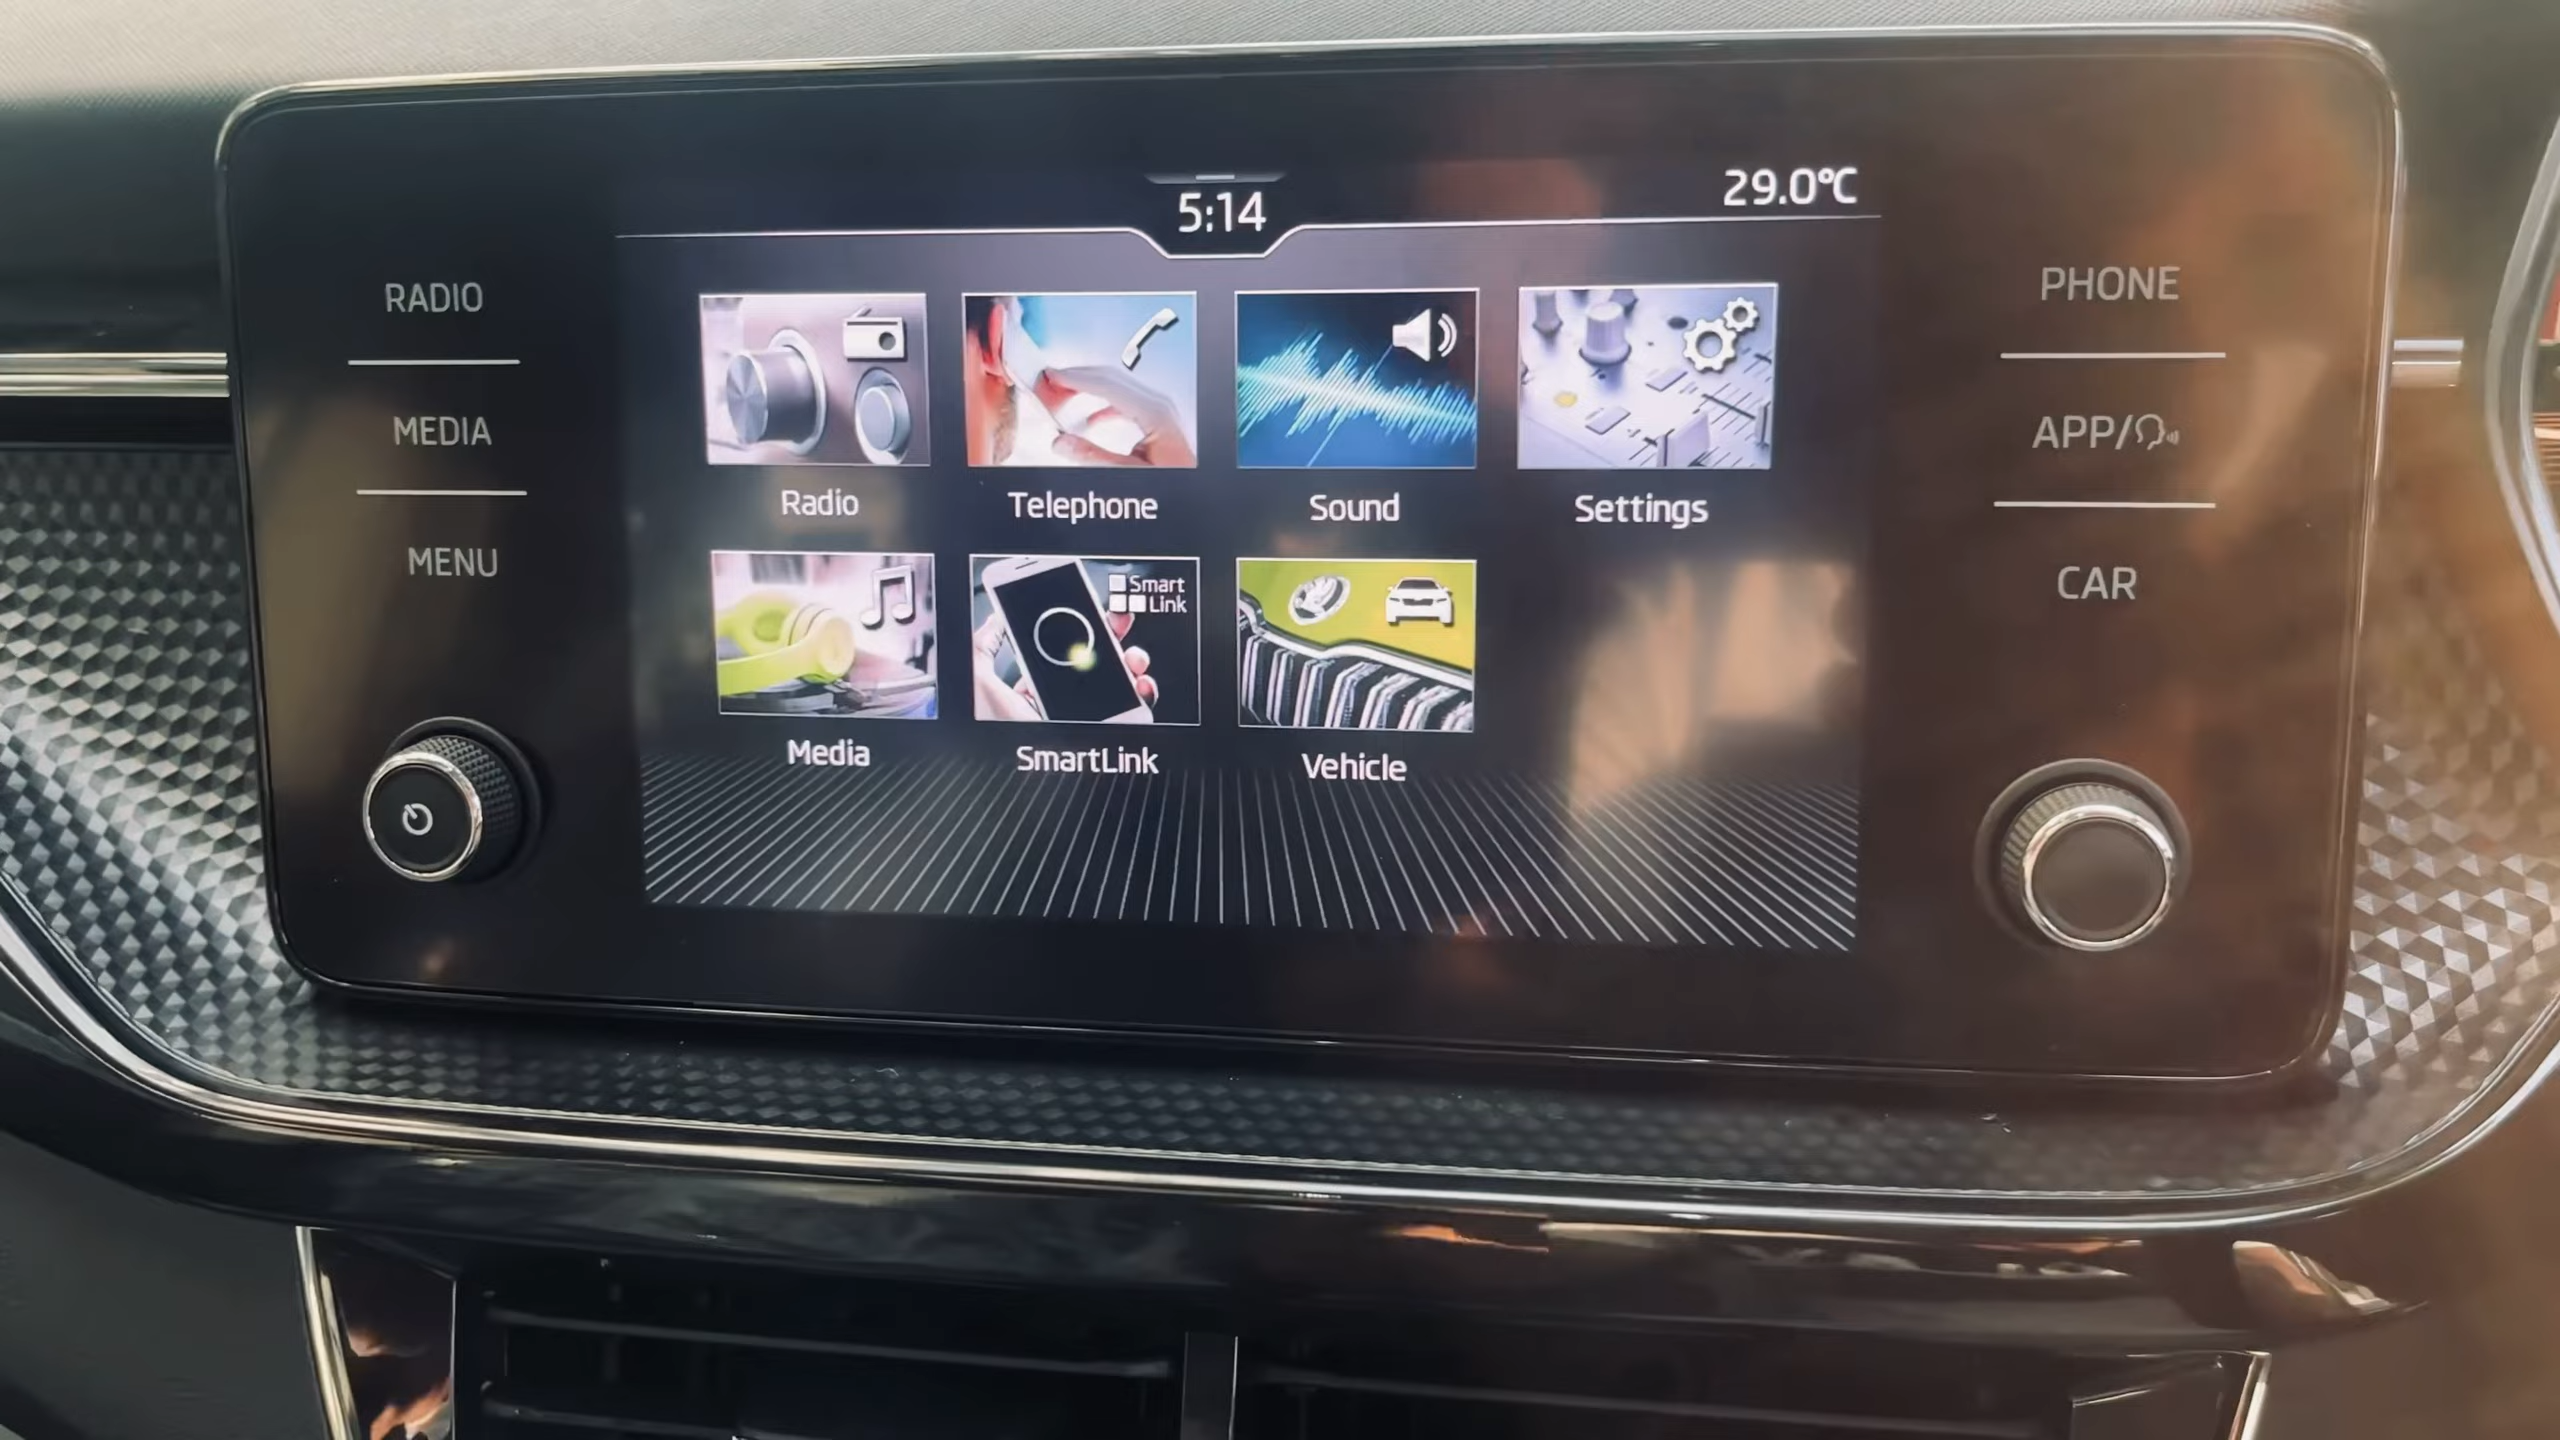 5:14
29.0°C
RADIO
MEDIA
MENU
Radio
Telephone
Sound
Settings
Smart
Link
Media
SmartLink
Vehicle
PHONE
APP/
CAR